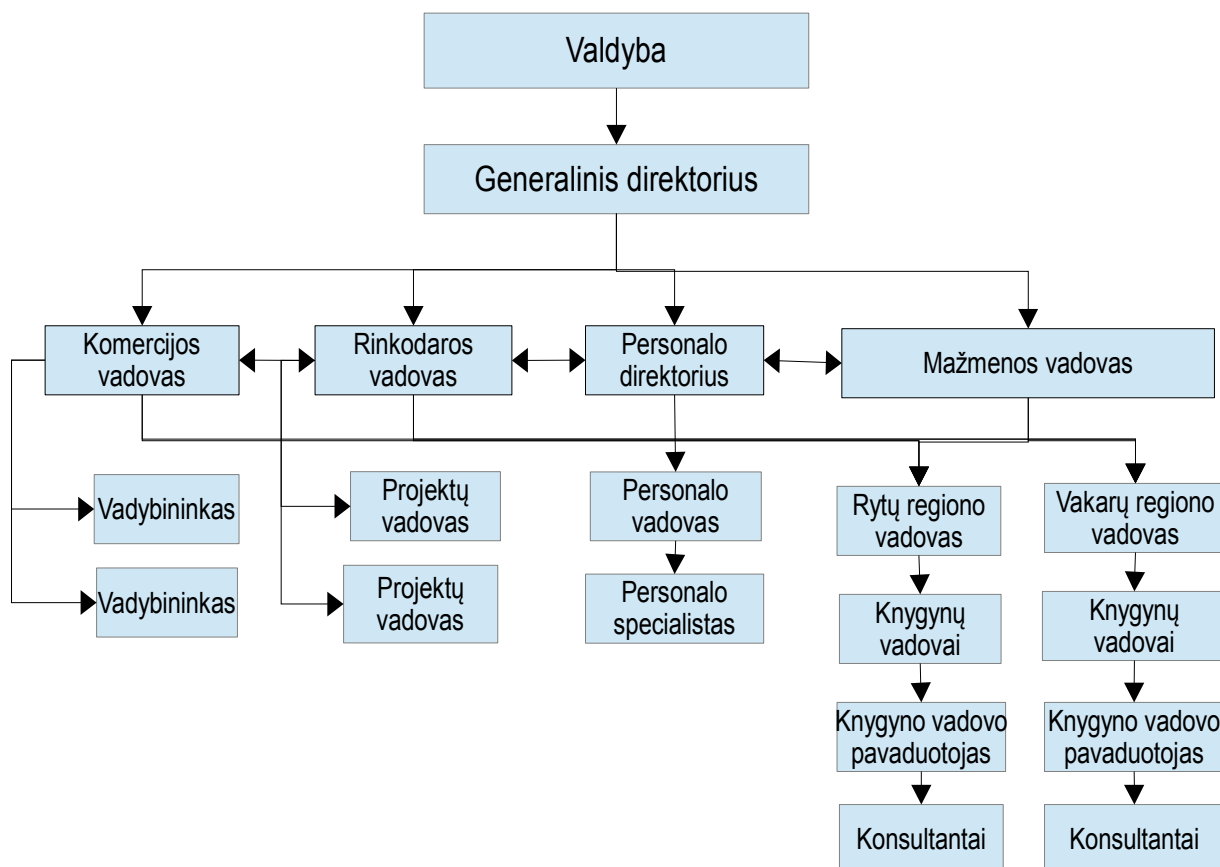 Valdyba
Generalinis direktorius
Komercijos
vadovas
Rinkodaros
vadovas
Personalo
direktorius
Mažmenos vadovas
Vadybininkas
Projektų
vadovas
Personalo
vadovas
Rytų regiono
vadovas
Vakarų regiono
vadovas
Vadybininkas
Projektų
vadovas
Personalo
specialistas
Knygynų
vadovai
Knygynų
vadovai
Knygyno vadovo
pavaduotojas
Knygyno vadovo
pavaduotojas
Konsultantai
Konsultantai